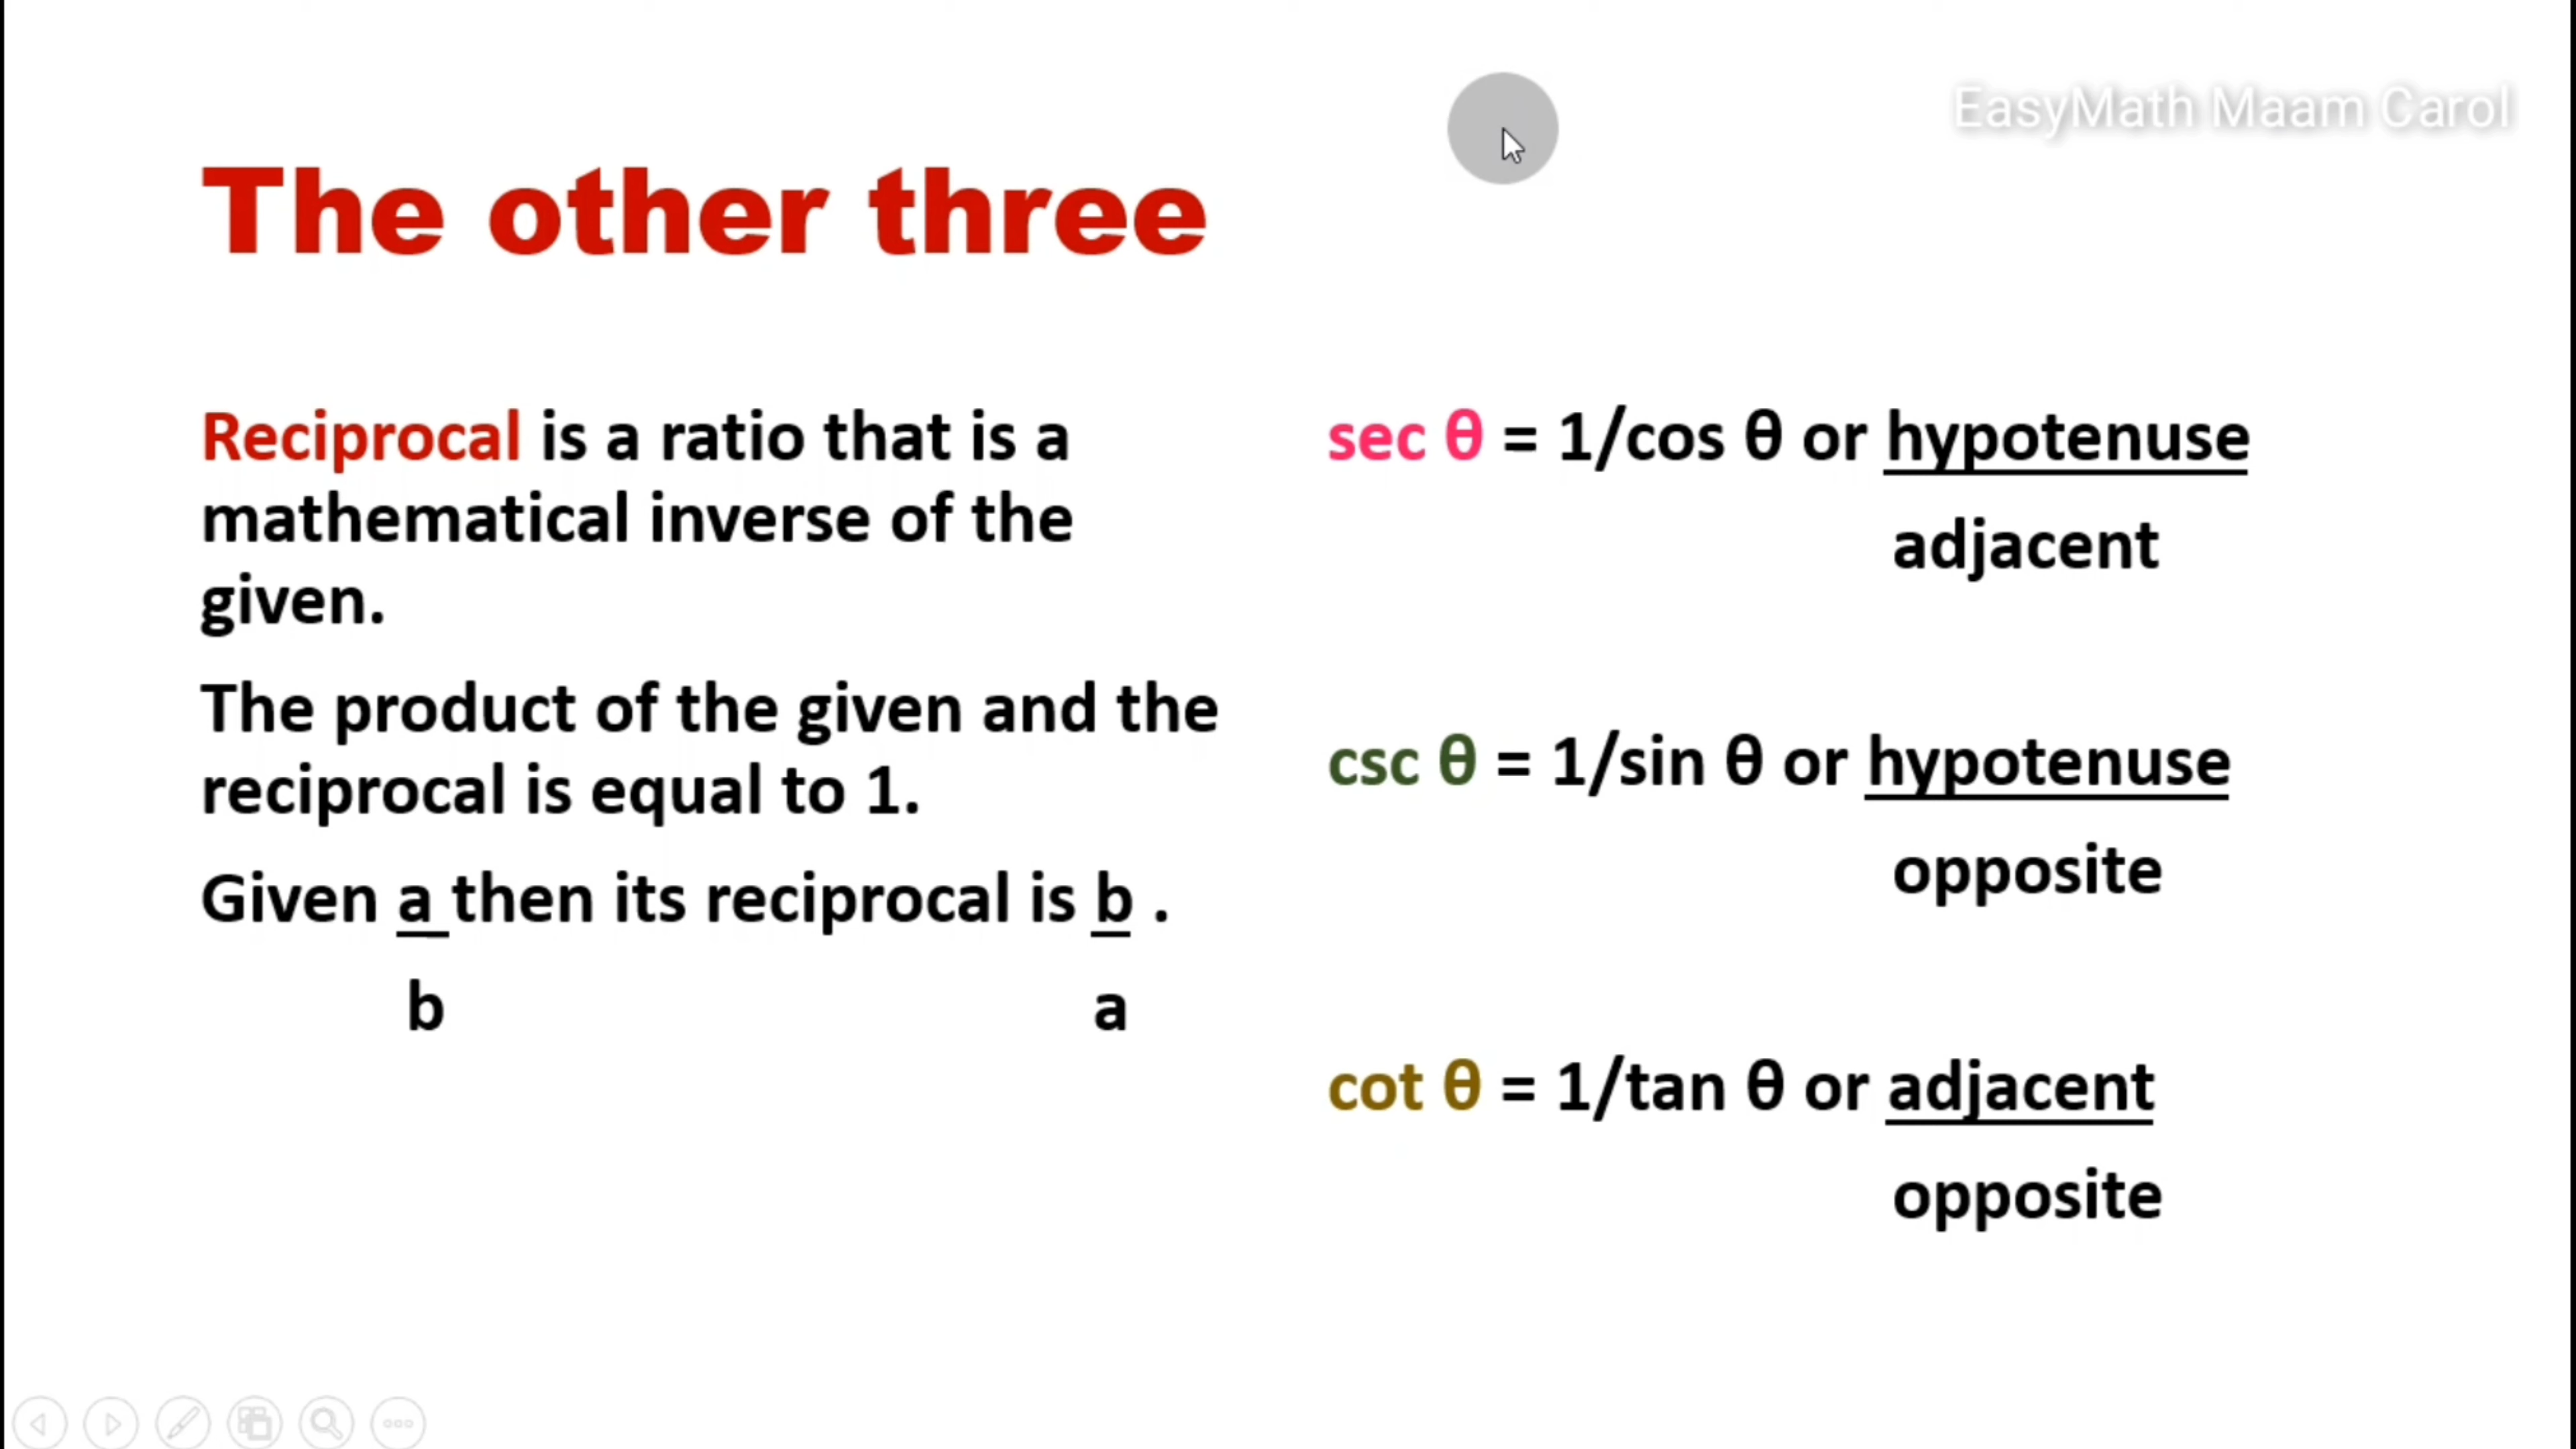 EasyMath Maam Carol
The other three
Reciprocal is a ratio that is a
mathematical inverse of the
given.
The product of the given and the
reciprocal is equal to 1.
Given a then its reciprocal is b .
b a
sec θ = 1/cos θ or hypotenuse
adjacent
csc θ = 1/sin θ or hypotenuse
opposite
cot θ = 1/tan θ or adjacent
opposite